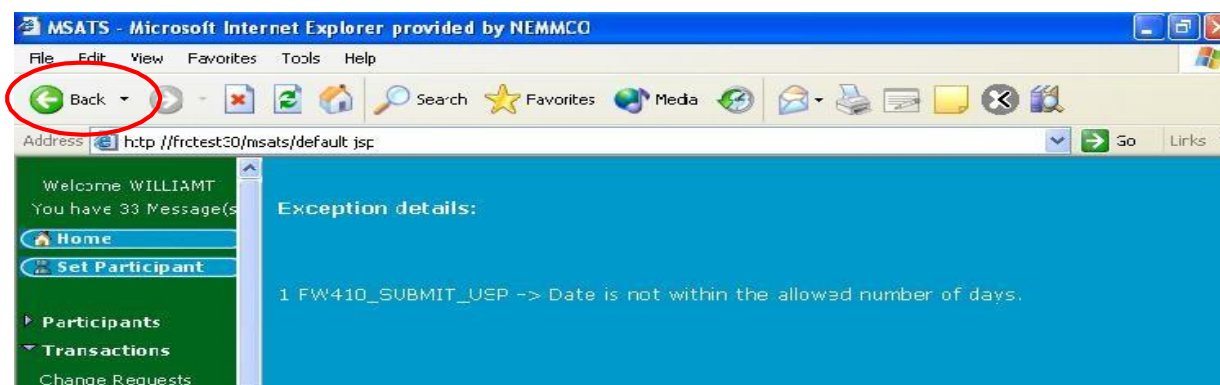 MSATS - Microsoft Internet Explorer provided by NEMMCO
File Edit View Favorites Tools Help
Back Search Favorites Media
Address http://frctest30/msats/default.jsp Go Links
Welcome WILLIAMT
You have 33 Message(s
Home
Set Participant
Participants
Transactions
Change Requests
Exception details:
1 FW410_SUBMIT_USP -> Date is not within the allowed number of days.